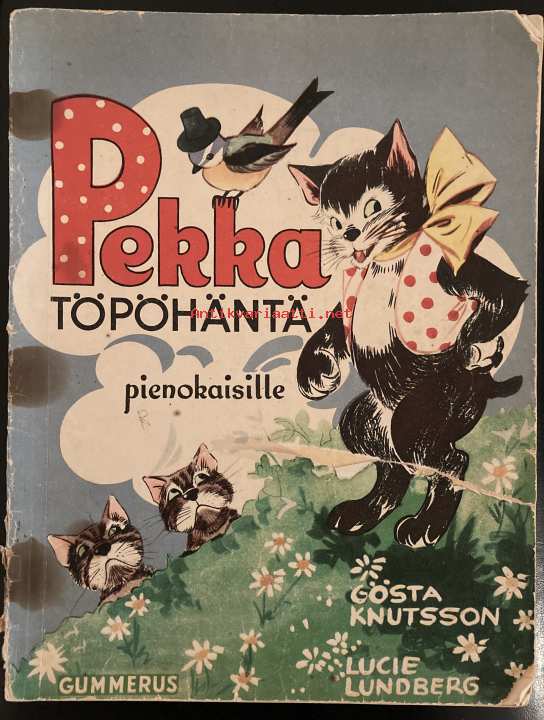 Pekka
TÖPÖHÄNTÄ
Antikvariaatti.net
pienokaisille
GÖSTA
KNUTSSON
LUCIE
LUNDBERG
GUMMERUS